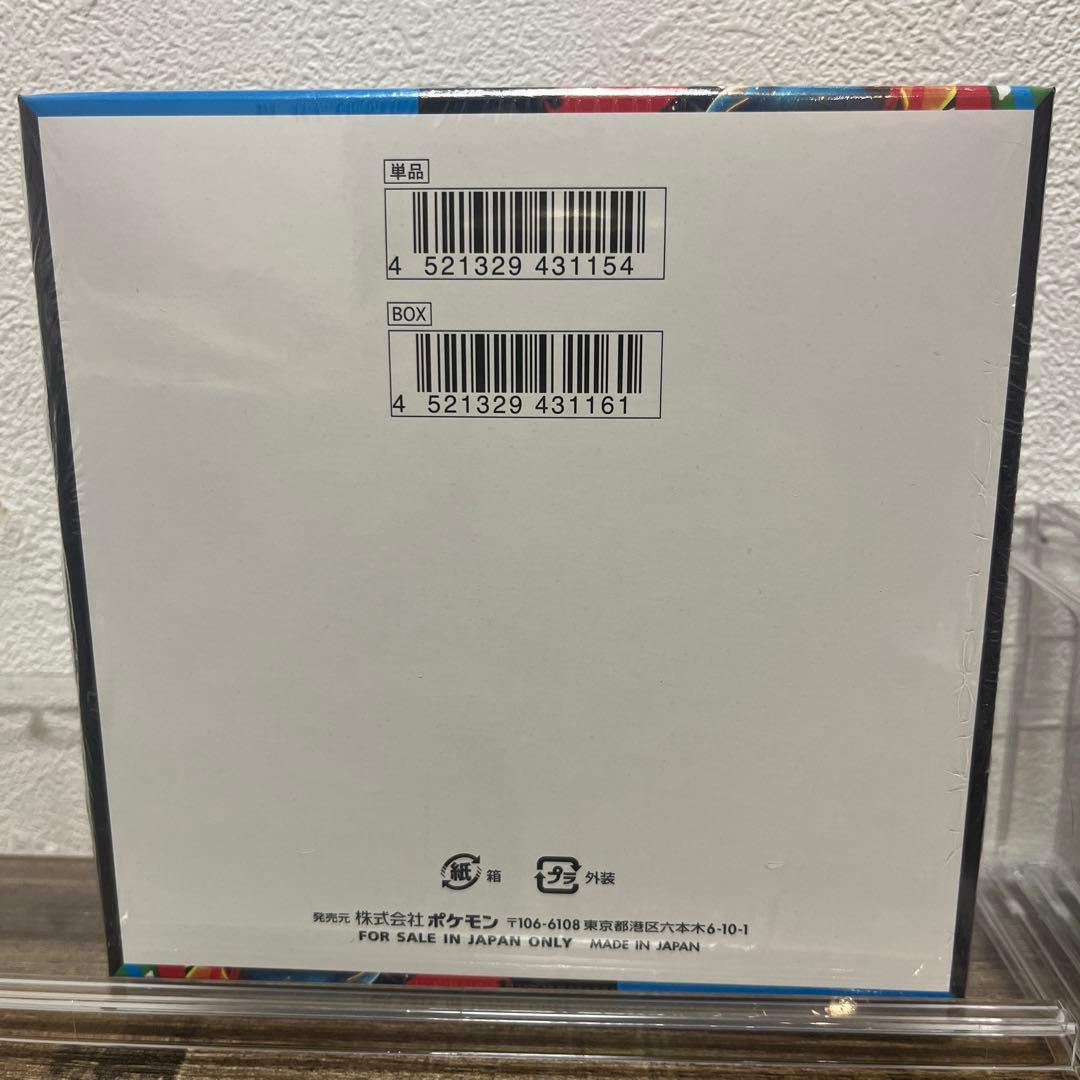 単品
4 521329 431154
BOX
4 521329 431161
紙 箱 プラ 外装
発売元 株式会社 ポケモン 〒106-6108 東京都港区六本木6-10-1
FOR SALE IN JAPAN ONLY MADE IN JAPAN